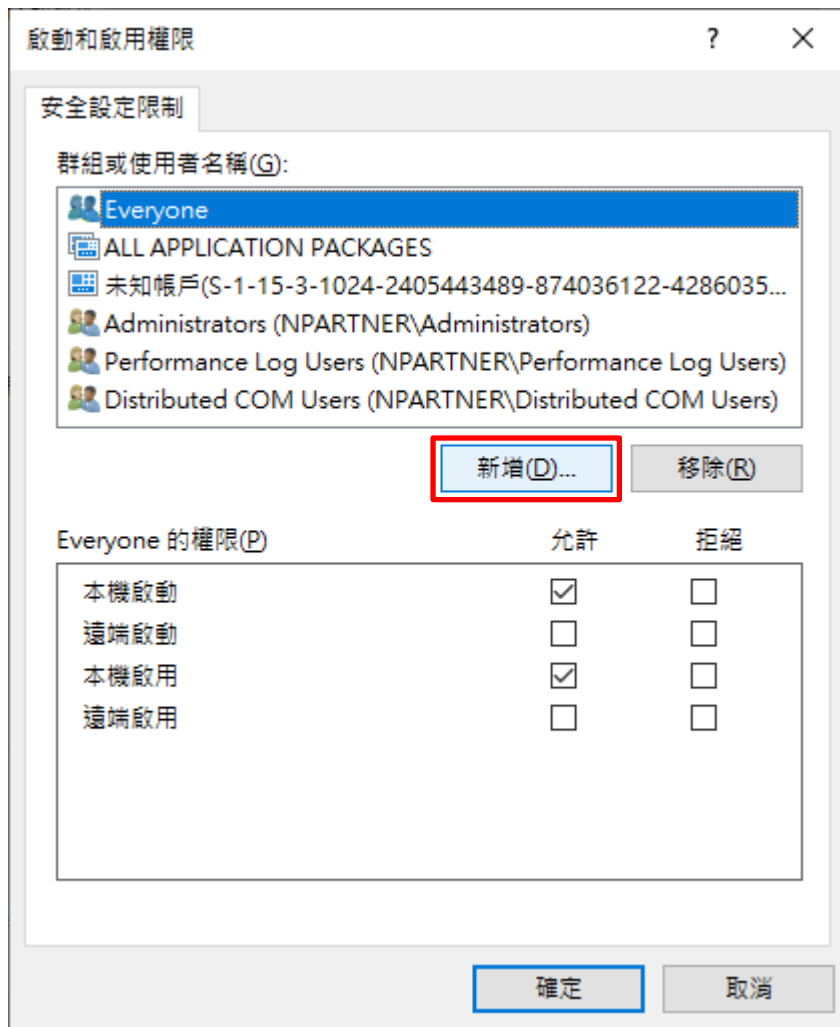 啟動和啟用權限
安全設定限制
群組或使用者名稱(G):
Everyone
ALL APPLICATION PACKAGES
未知帳戶(S-1-15-3-1024-2405443489-874036122-4286035...
Administrators (NPARTNER\Administrators)
Performance Log Users (NPARTNER\Performance Log Users)
Distributed COM Users (NPARTNER\Distributed COM Users)
新增(D)... 移除(R)
Everyone 的權限(P) 允許 拒絕
本機啟動
遠端啟動
本機啟用
遠端啟用
確定 取消